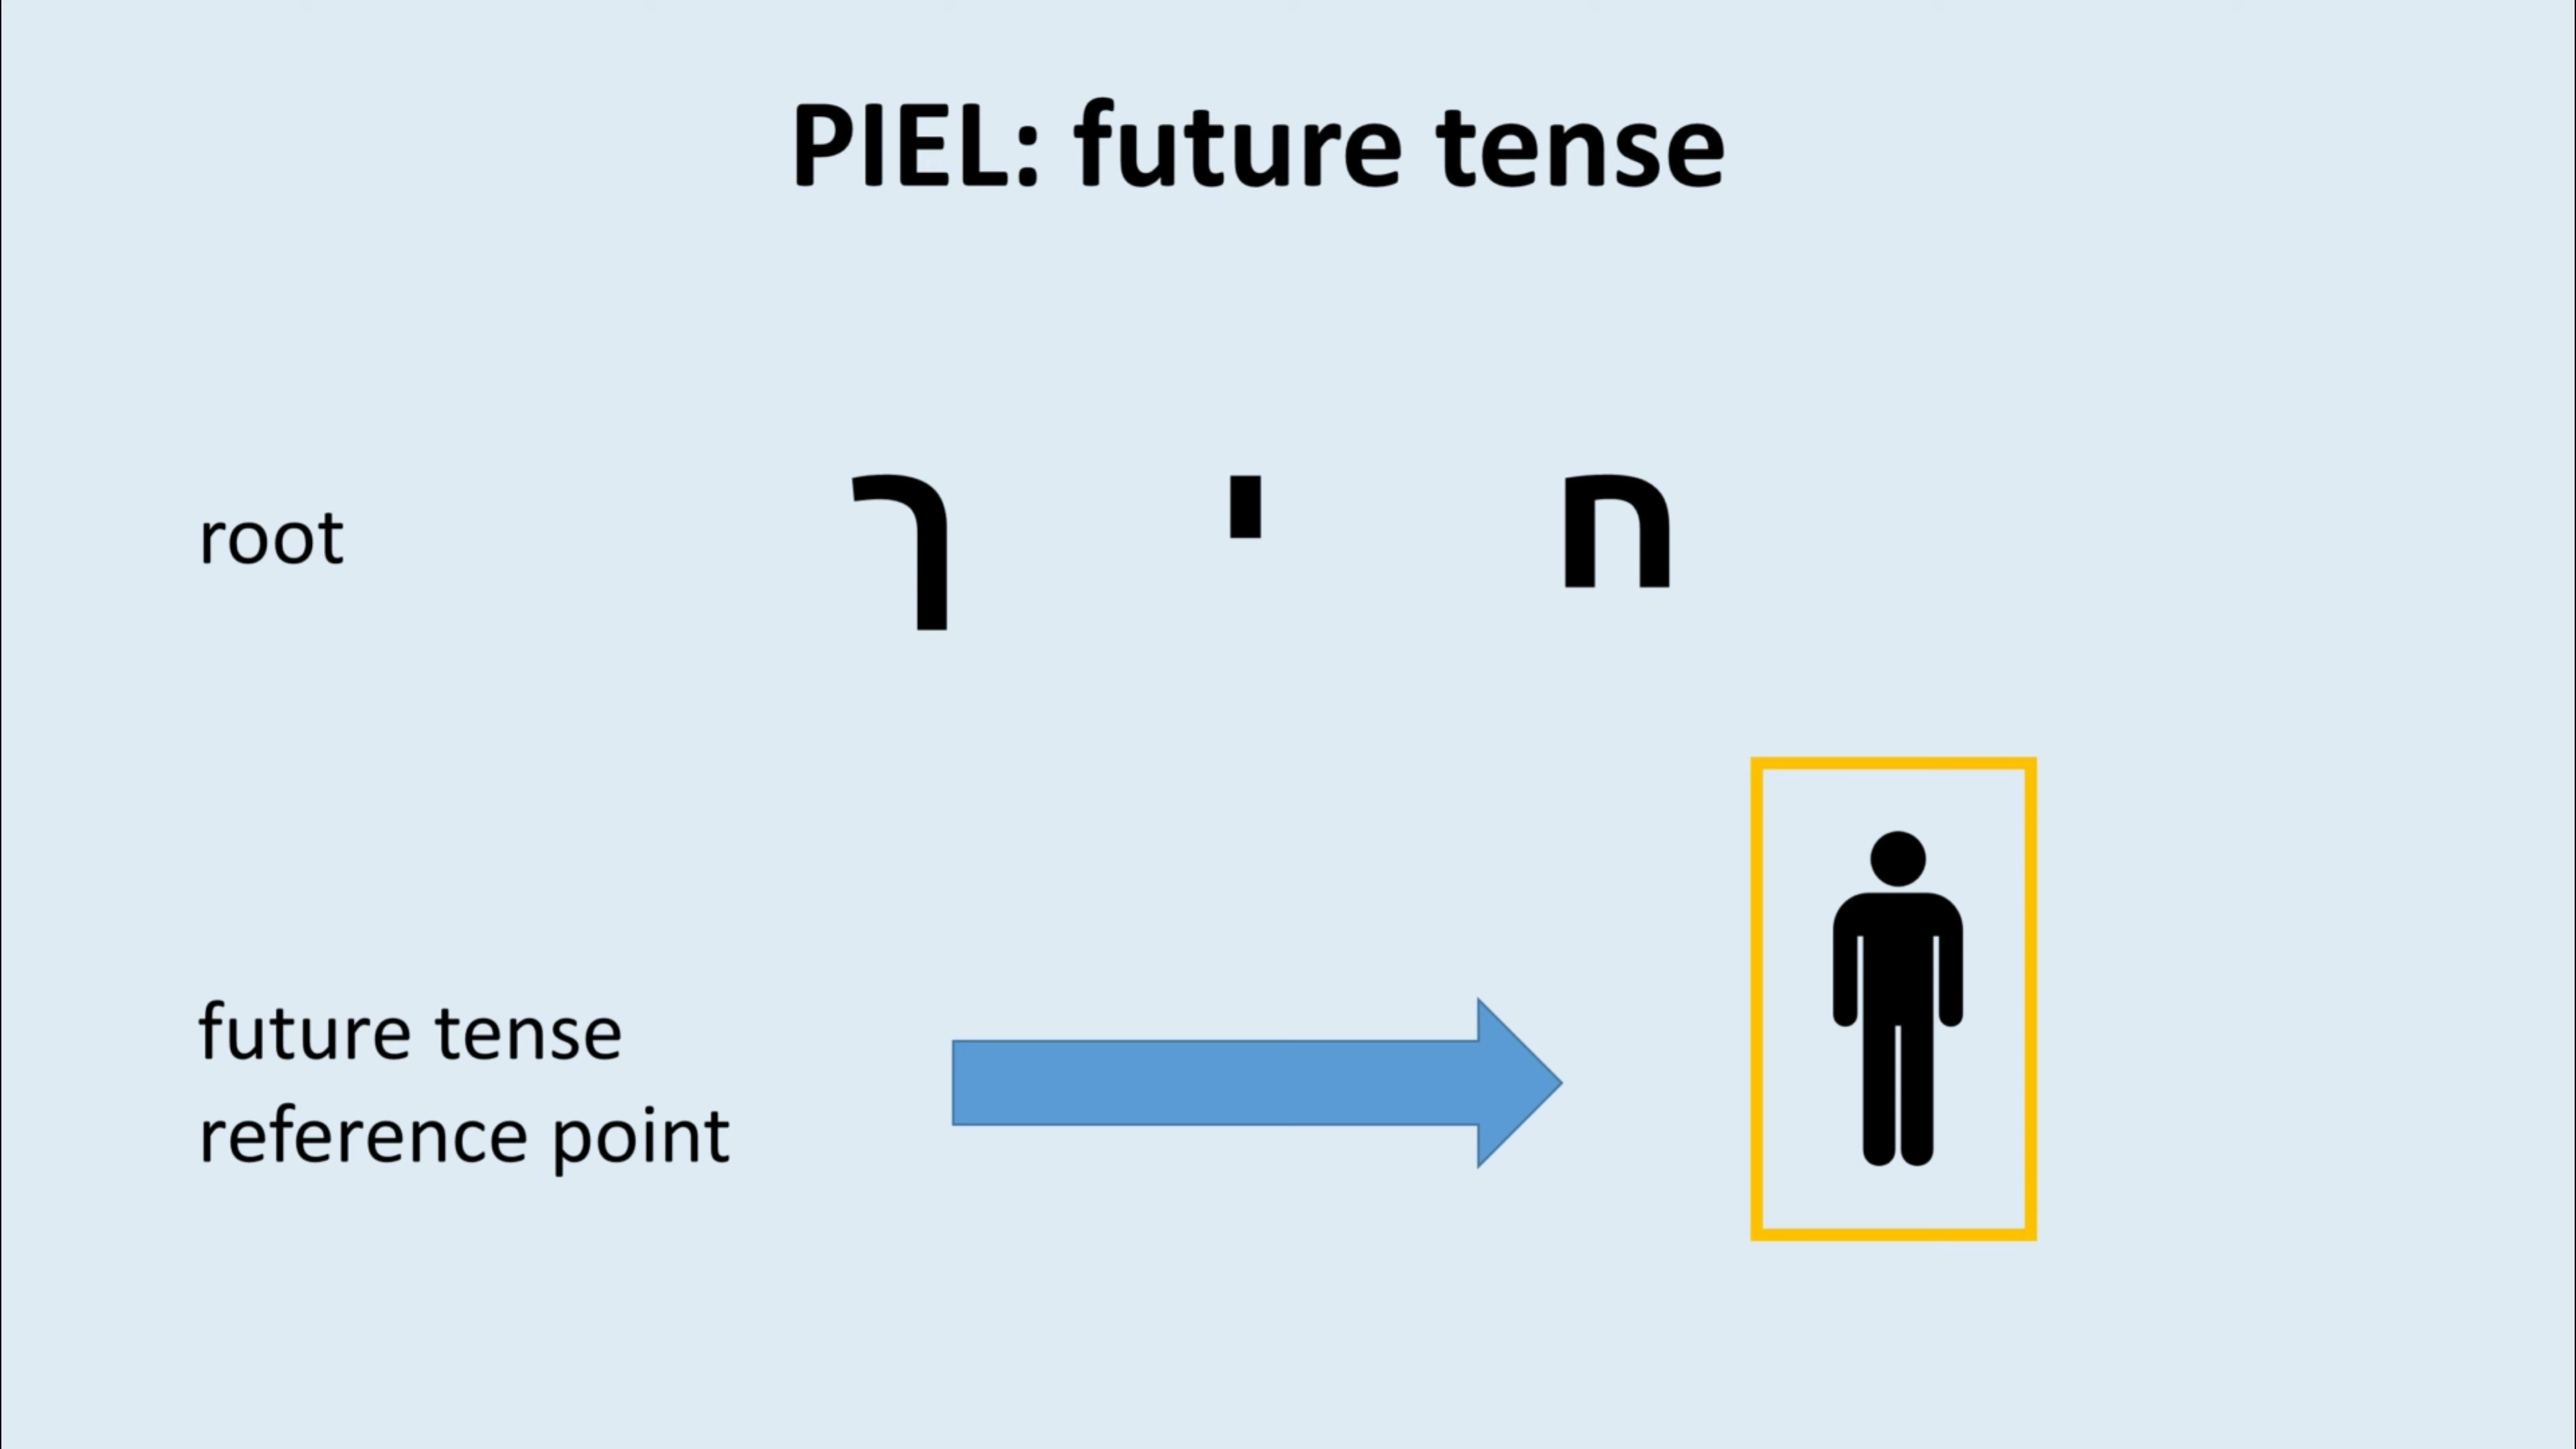 PIEL: future tense
root
ח י ך
future tense
reference point